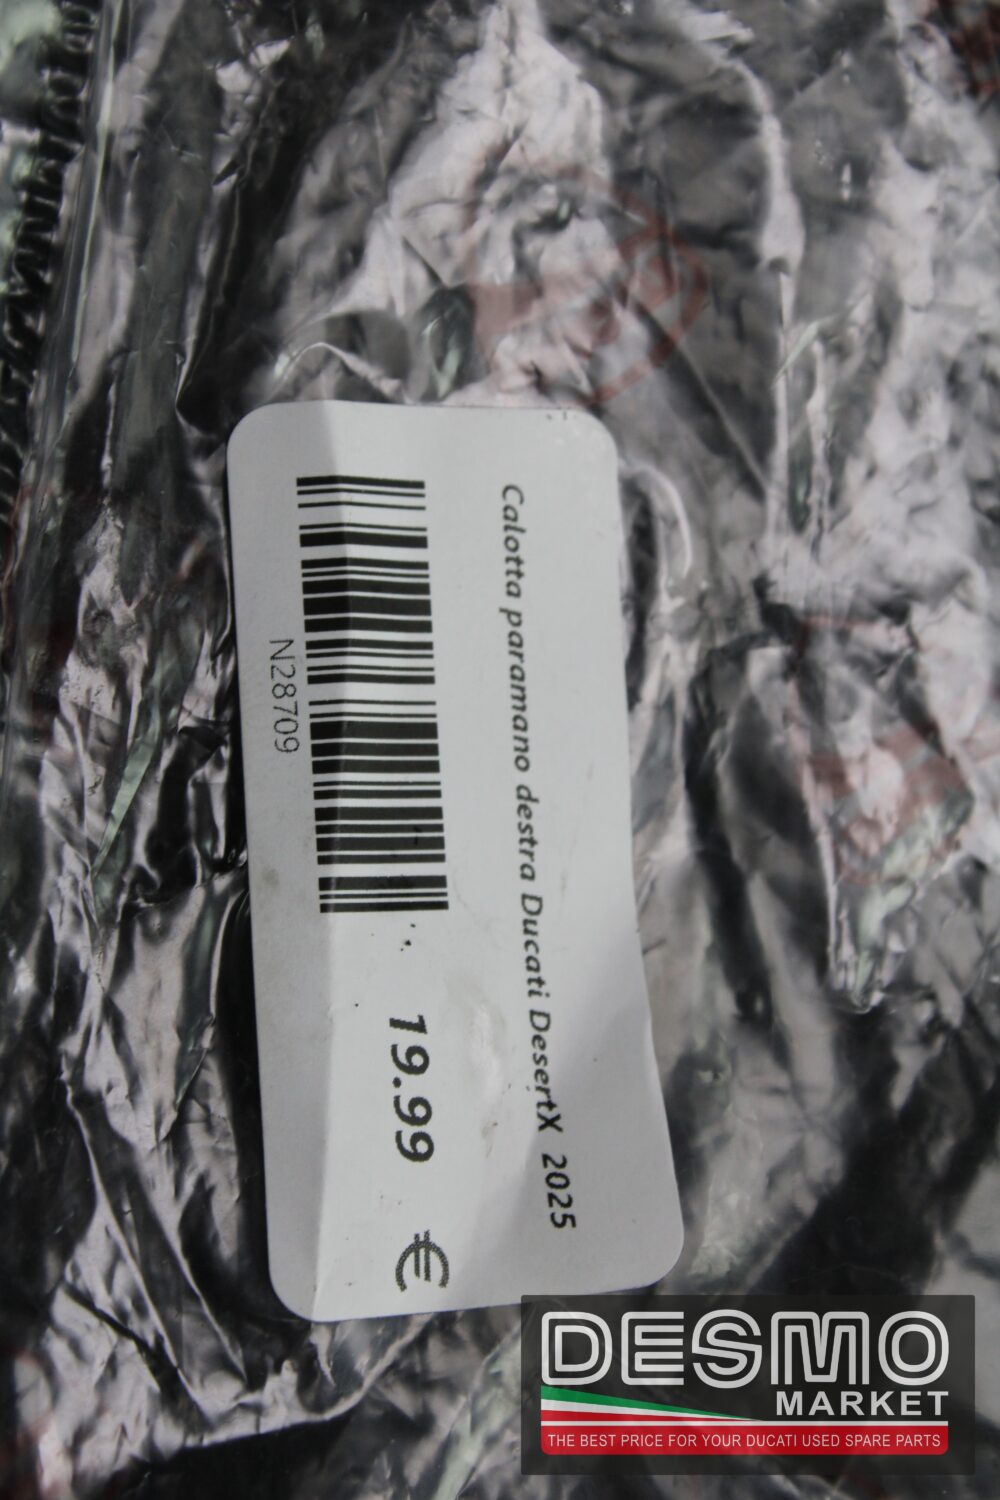 Calotta paramano destra Ducati DesertX 2025
N28709
19.99 €
DESMO
MARKET
THE BEST PRICE FOR YOUR DUCATI USED SPARE PARTS